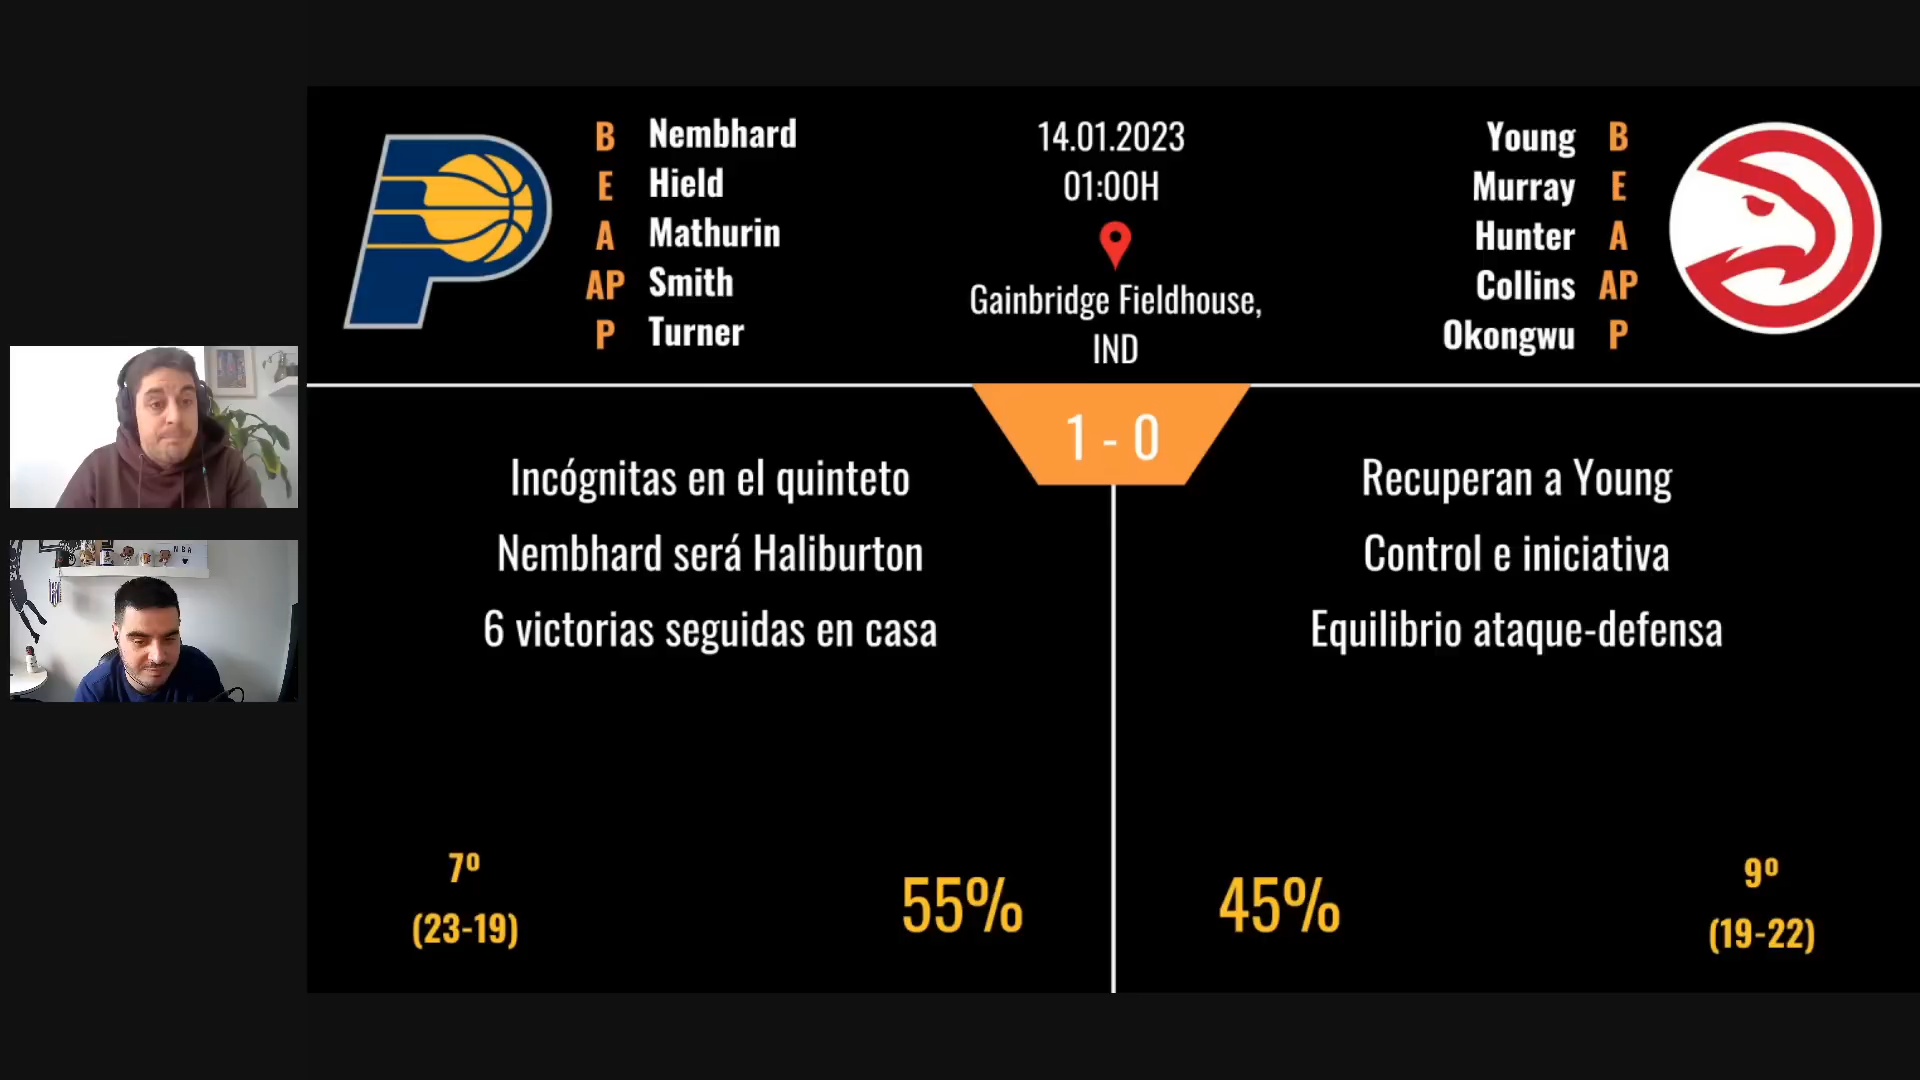 B Nembhard
E Hield
A Mathurin
AP Smith
P Turner
14.01.2023
01:00H
Gainbridge Fieldhouse,
IND
Young B
Murray E
Hunter A
Collins AP
Okongwu P
1 - 0
Incógnitas en el quinteto
Nembhard será Haliburton
6 victorias seguidas en casa
Recuperan a Young
Control e iniciativa
Equilibrio ataque-defensa
7º
(23-19)
55%
45%
9º
(19-22)
NBA